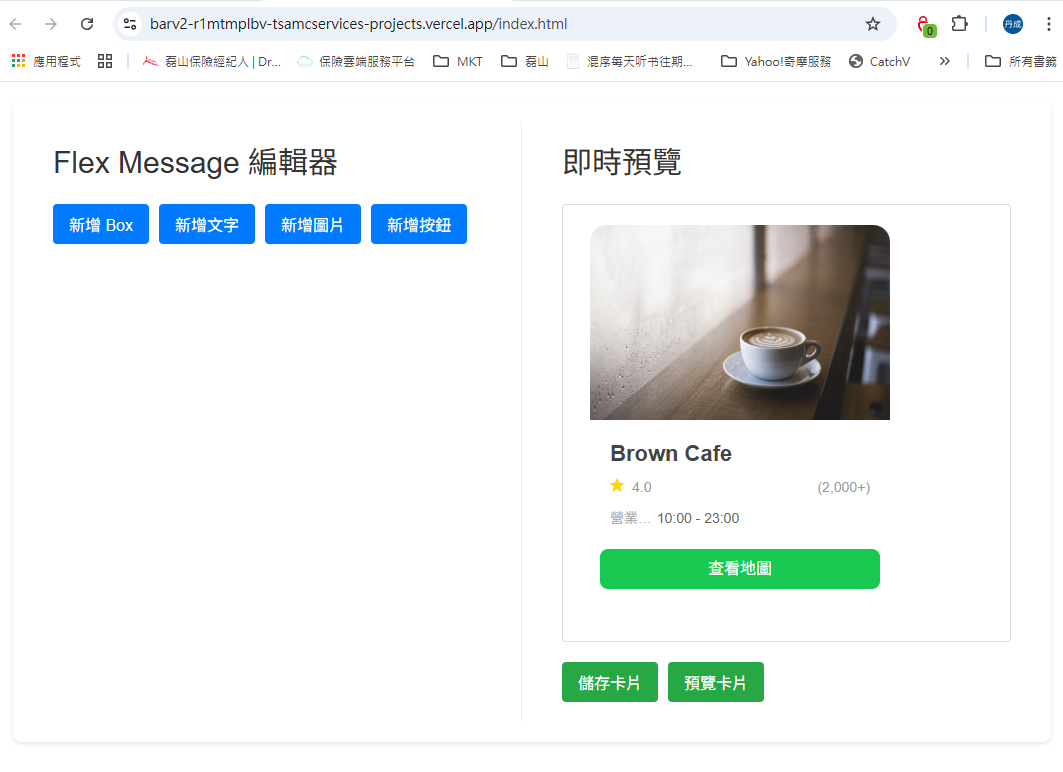 barv2-r1mtmplbv-tsamcservices-projects.vercel.app/index.html
0
丹成
應用程式
磊山保險經紀人 | Dr...
保險雲端服務平台
MKT
磊山
混序每天听书往期...
Yahoo!奇摩服務
CatchV
所有書籤
Flex Message 編輯器
新增 Box
新增文字
新增圖片
新增按鈕
即時預覽
Brown Cafe
4.0
(2,000+)
營業... 10:00 - 23:00
查看地圖
儲存卡片
預覽卡片